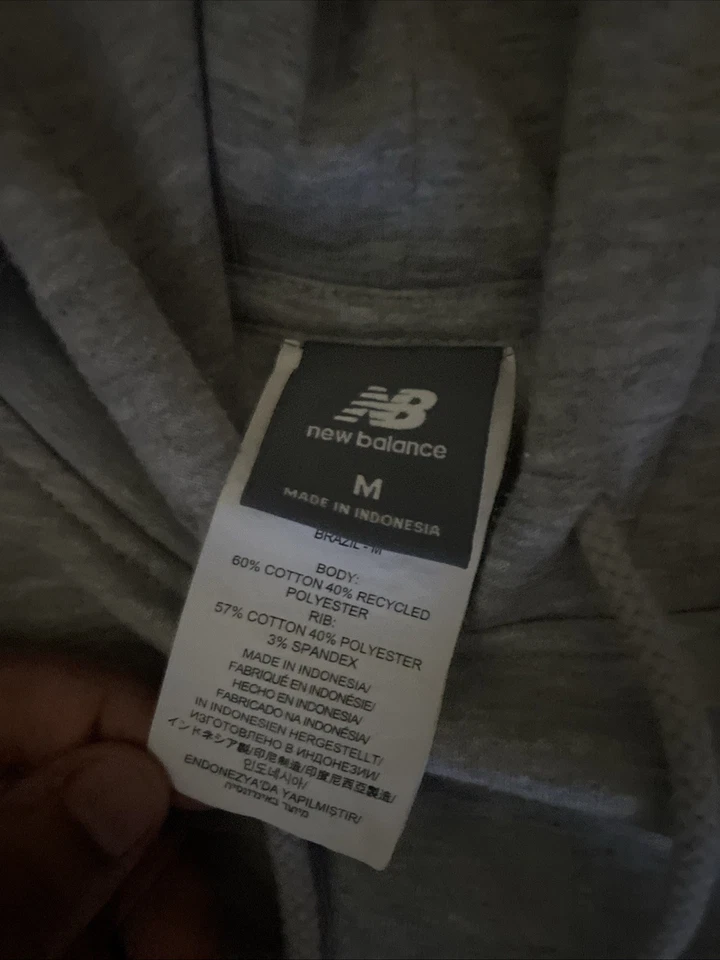 NB
new balance
M
MADE IN INDONESIA
BRAZIL - M
BODY:
60% COTTON 40% RECYCLED
POLYESTER
RIB:
57% COTTON 40% POLYESTER
3% SPANDEX
MADE IN INDONESIA/
FABRIQUÉ EN INDONÉSIE/
HECHO EN INDONESIA/
FABRICADO NA INDONÉSIA/
IN INDONESIEN HERGESTELLT/
ИЗГОТОВЛЕНО В ИНДОНЕЗИИ/
インドネシア製/印尼制造/印度尼西亞製造/
인도네시아/
ENDONEZYA'DA YAPILMIŞTIR/
מיוצר באינדונזיה